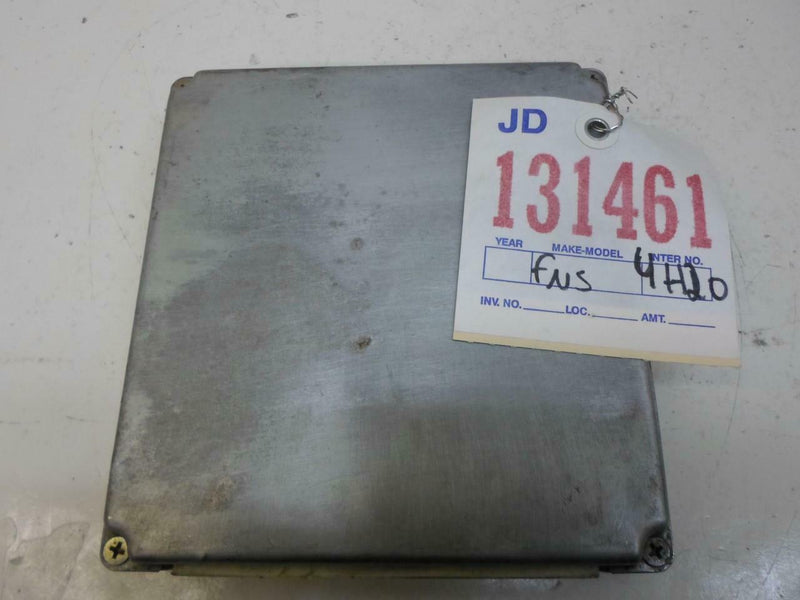 JD
131461
YEAR MAKE-MODEL INTER NO.
FNS 4H20
INV. NO. LOC. AMT.